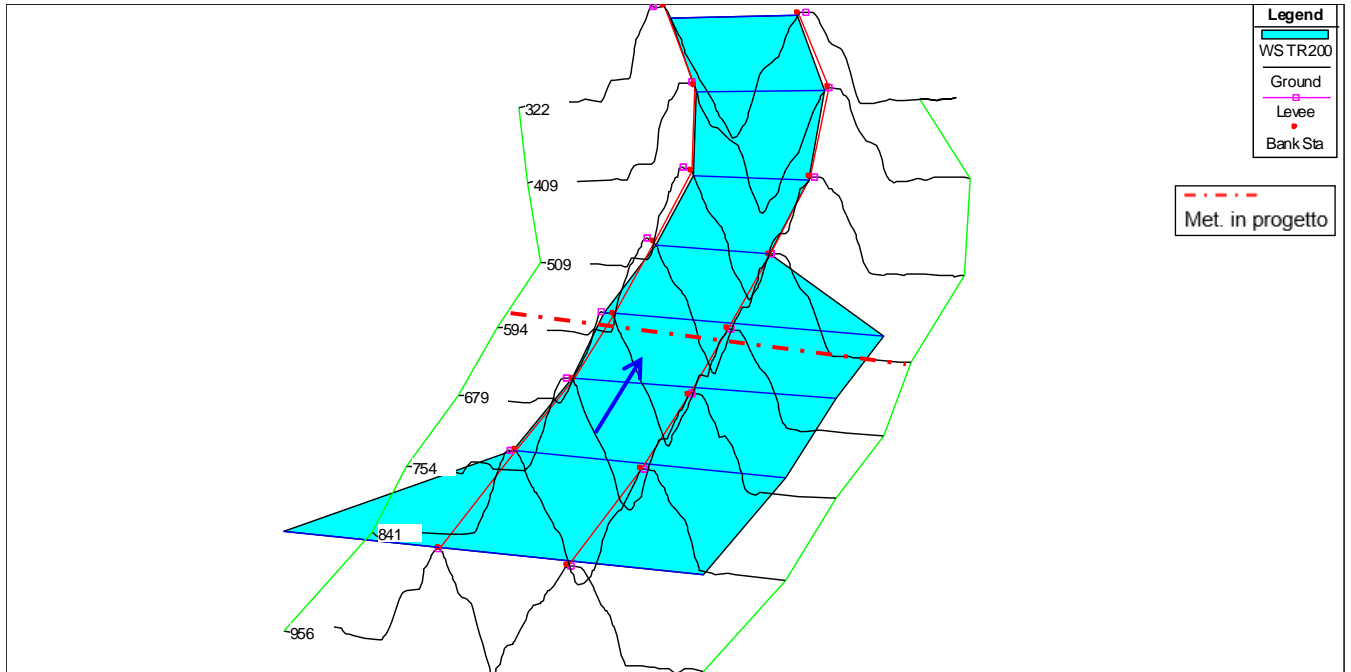 Legend
WS TR200
Ground
Levee
Bank Sta
Met. in progetto
322
409
509
594
679
754
841
956